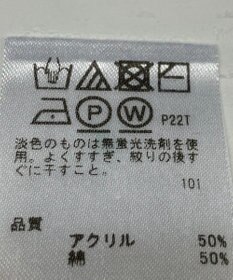 P W P22T
淡色のものは無蛍光洗剤を使
用。よくすすぎ、絞りの後す
ぐに干すこと。
101
品質
アクリル 50%
綿 50%